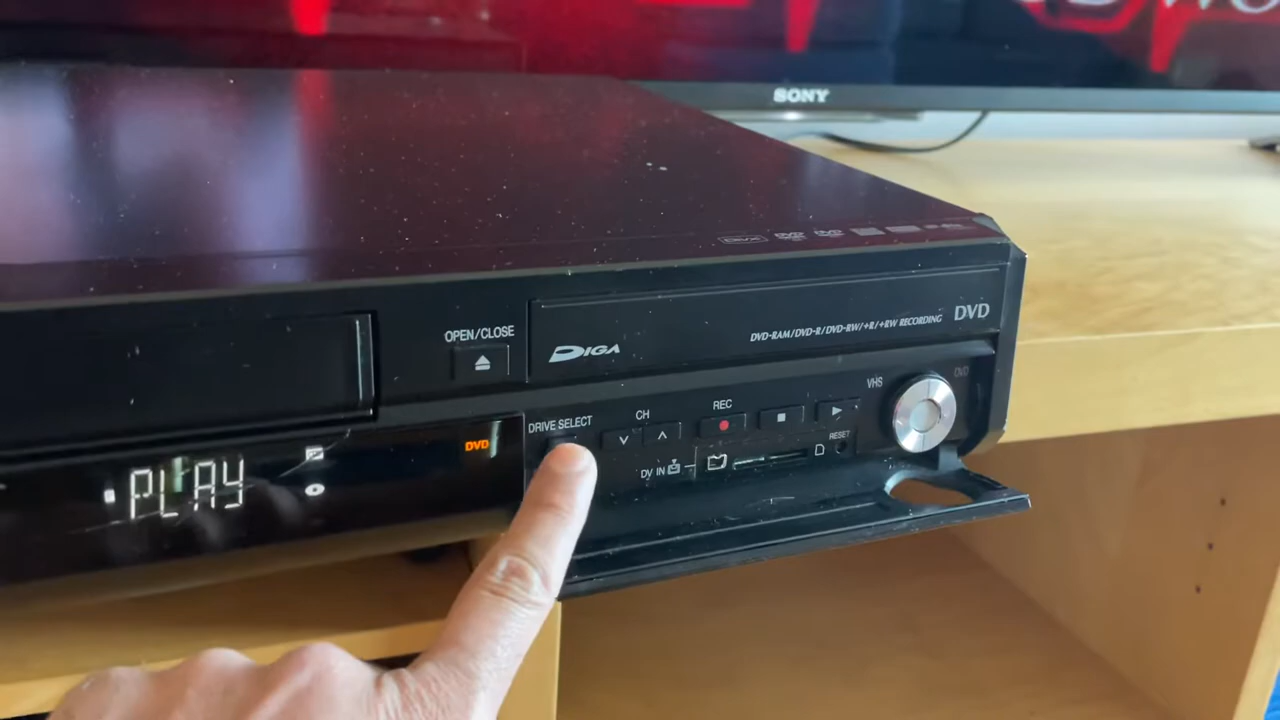 SONY
OPEN/CLOSE
DIGA
DVD-RAM/DVD-R/DVD-RW/+R/+RW RECORDING
DVD
VHS
DVD
DRIVE SELECT
CH
REC
RESET
DV IN
DVD
PLAY